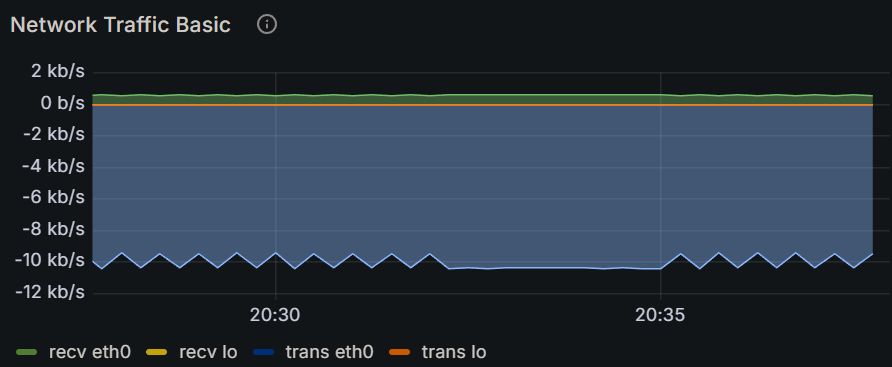 Network Traffic Basic
2 kb/s
0 b/s
-2 kb/s
-4 kb/s
-6 kb/s
-8 kb/s
-10 kb/s
-12 kb/s
20:30 20:35
recv eth0 recv lo trans eth0 trans lo